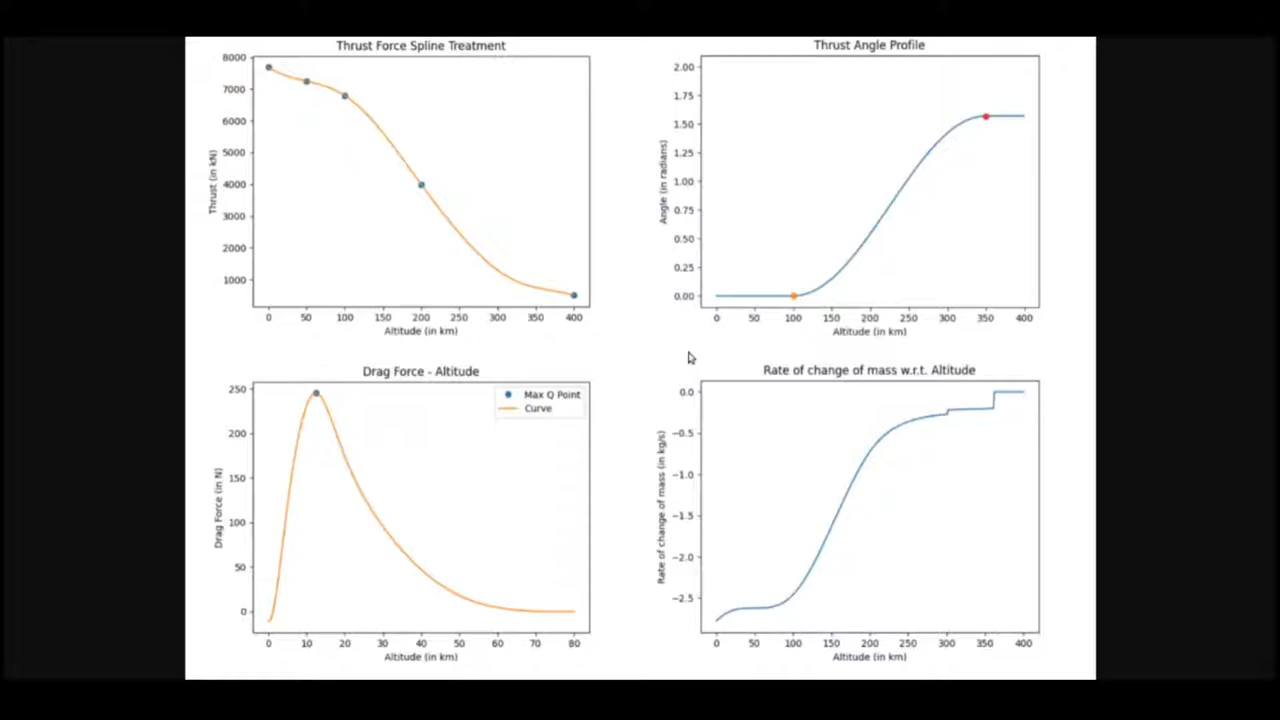 Thrust Force Spline Treatment
8000
7000
6000
5000
4000
3000
2000
1000
Thrust (in kN)
0 50 100 150 200 250 300 350 400
Altitude (in km)
Thrust Angle Profile
2.00
1.75
1.50
1.25
1.00
0.75
0.50
0.25
0.00
Angle (in radians)
0 50 100 150 200 250 300 350 400
Altitude (in km)
Drag Force - Altitude
Max Q Point
Curve
250
200
150
100
50
0
Drag Force (in N)
0 10 20 30 40 50 60 70 80
Altitude (in km)
Rate of change of mass w.r.t. Altitude
0.0
−0.5
−1.0
−1.5
−2.0
−2.5
Rate of change of mass (in kg/s)
0 50 100 150 200 250 300 350 400
Altitude (in km)